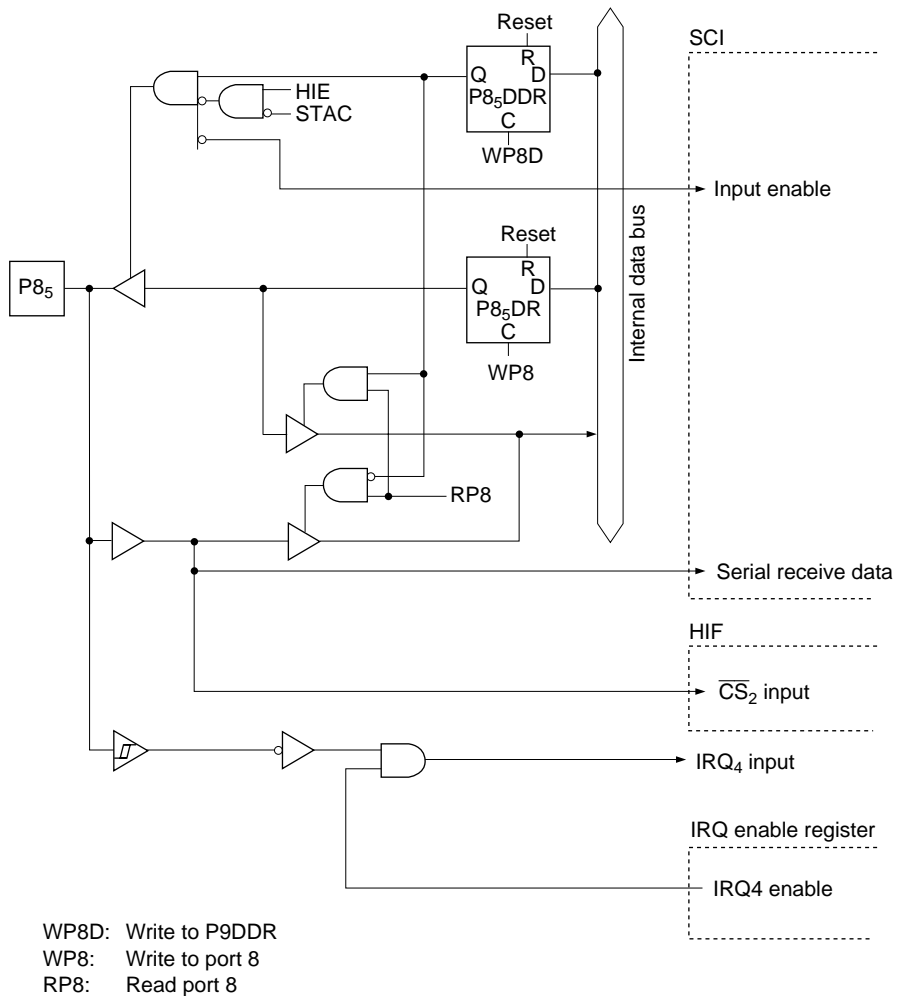 Reset
SCI
R
Q D
HIE
P8₅DDR
STAC
C
WP8D
Input enable
Internal data bus
Reset
R
P8₅
Q D
P8₅DR
C
WP8
RP8
Serial receive data
HIF
C̅S̅₂ input
IRQ₄ input
IRQ enable register
IRQ4 enable
WP8D: Write to P9DDR
WP8: Write to port 8
RP8: Read port 8